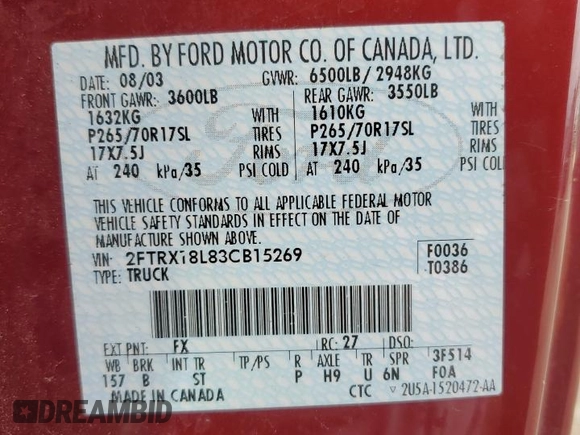 MFD. BY FORD MOTOR CO. OF CANADA, LTD.
DATE: 08/03 GVWR: 6500LB/ 2948KG
FRONT GAWR: 3600LB REAR GAWR: 3550LB
1632KG WITH 1610KG WITH
P265/70R17SL TIRES P265/70R17SL TIRES
17X7.5J RIMS 17X7.5J RIMS
AT 240 kPa/35 PSI COLD AT 240 kPa/35 PSI COLD
THIS VEHICLE CONFORMS TO ALL APPLICABLE FEDERAL MOTOR
VEHICLE SAFETY STANDARDS IN EFFECT ON THE DATE OF
MANUFACTURE SHOWN ABOVE.
VIN: 2FTRX18L83CB15269 F0036
TYPE: TRUCK T0386
EXT PNT: FX RC: 27 DSO:
WB BRK INT TR TP/PS R AXLE TR SPR 3F514
157 B ST P H9 U 6N F0A
MADE IN CANADA CTC 2U5A-1520472-AA
DREAMBID